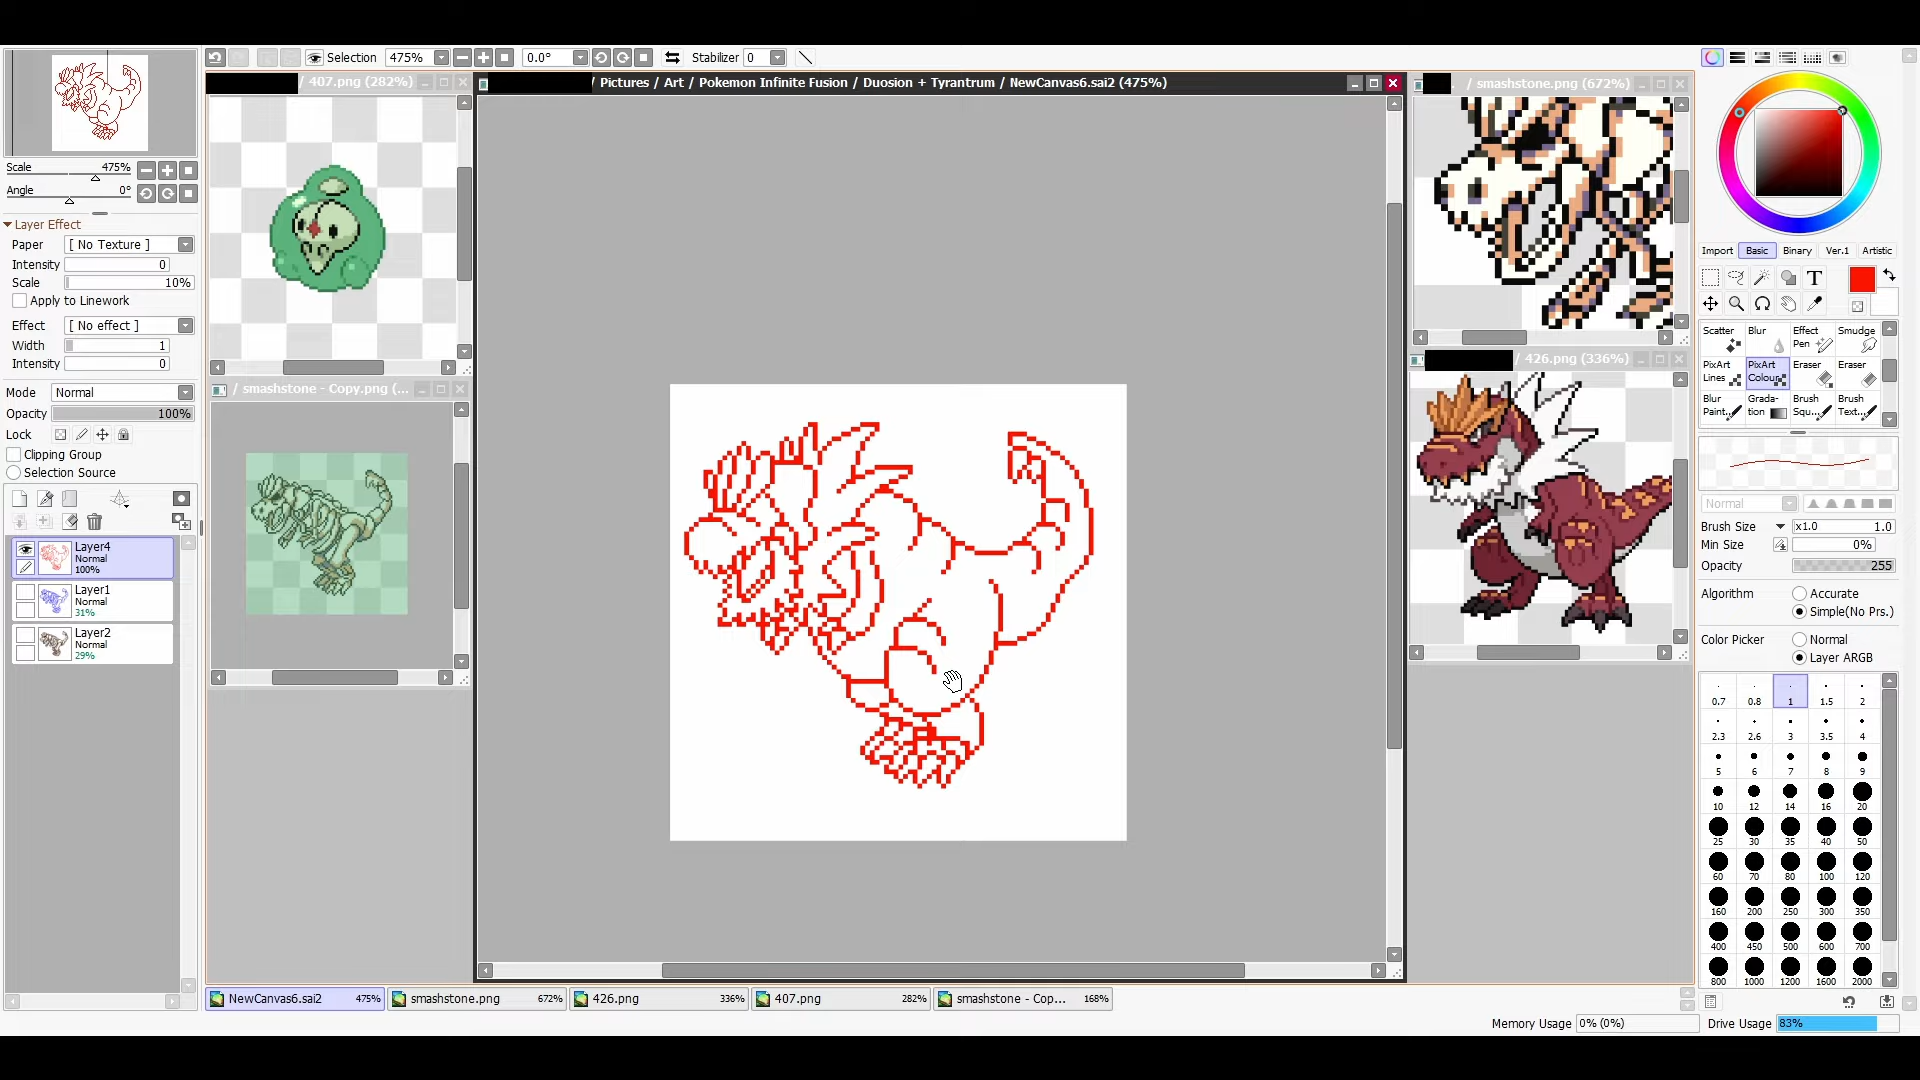 Selection 475% 0.0° Stabilizer 0
/ 407.png (282%)
/ Pictures / Art / Pokemon Infinite Fusion / Duosion + Tyrantrum / NewCanvas6.sai2 (475%)
/ smashstone.png (672%)
Scale 475%
Angle 0°
Layer Effect
Paper [ No Texture ]
Intensity 0
Scale 10%
Apply to Linework
Effect [ No effect ]
Width 1
Intensity 0
Mode Normal
Opacity 100%
Lock
Clipping Group
Selection Source
Layer4
Normal
100%
Layer1
Normal
31%
Layer2
Normal
29%
/ smashstone - Copy.png (...
/ 426.png (336%)
Import Basic Binary Ver.1 Artistic
T
Scatter Blur Effect Pen Smudge
PixArt Lines PixArt Colour Eraser Eraser
Blur Paint.. Grada-tion Brush Squ.. Brush Text..
Normal
Brush Size x1.0 1.0
Min Size 0%
Opacity 255
Algorithm Accurate
Simple(No Prs.)
Color Picker Normal
Layer ARGB
0.7 0.8 1 1.5 2
2.3 2.6 3 3.5 4
5 6 7 8 9
10 12 14 16 20
25 30 35 40 50
60 70 80 100 120
160 200 250 300 350
400 450 500 600 700
800 1000 1200 1600 2000
NewCanvas6.sai2 475% smashstone.png 672% 426.png 336% 407.png 282% smashstone - Cop... 168%
Memory Usage 0% (0%) Drive Usage 83%